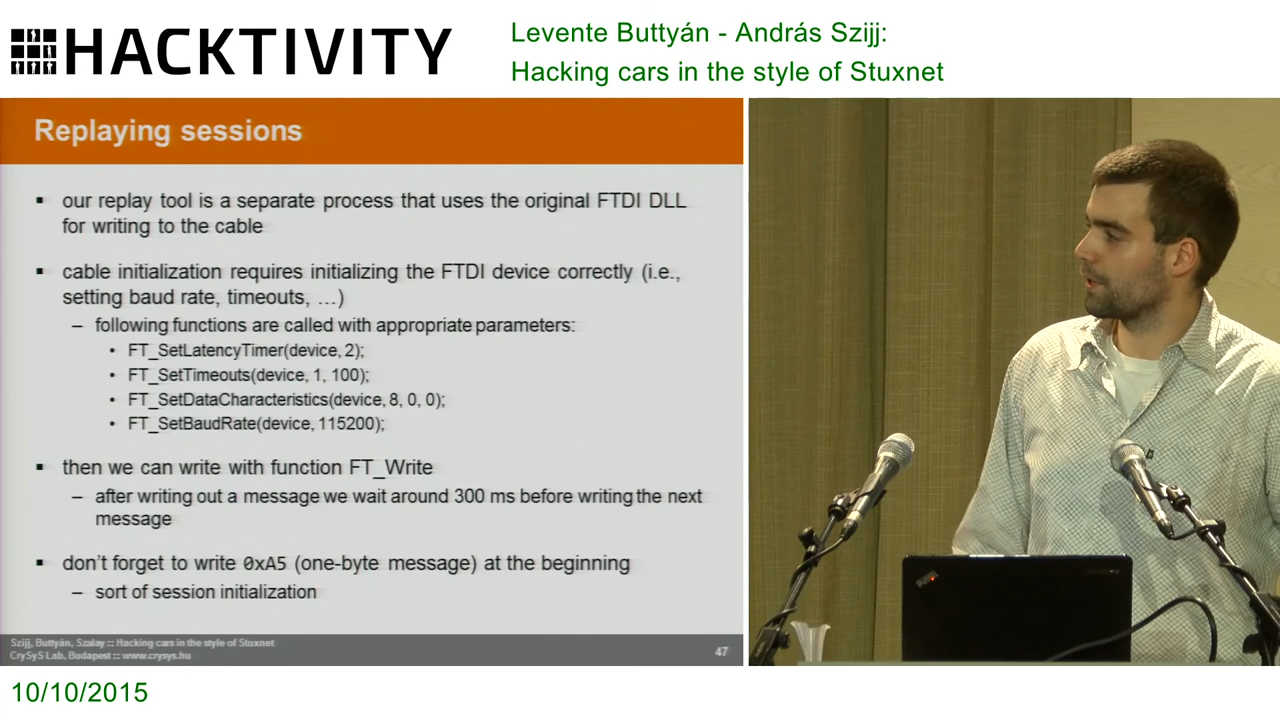 HACKTIVITY
Levente Buttyán - András Szijj:
Hacking cars in the style of Stuxnet
Replaying sessions
▪ our replay tool is a separate process that uses the original FTDI DLL
for writing to the cable
▪ cable initialization requires initializing the FTDI device correctly (i.e.,
setting baud rate, timeouts, …)
– following functions are called with appropriate parameters:
• FT_SetLatencyTimer(device, 2);
• FT_SetTimeouts(device, 1, 100);
• FT_SetDataCharacteristics(device, 8, 0, 0);
• FT_SetBaudRate(device, 115200);
▪ then we can write with function FT_Write
– after writing out a message we wait around 300 ms before writing the next
message
▪ don't forget to write 0xA5 (one-byte message) at the beginning
– sort of session initialization
Szijj, Buttyán, Szalay :: Hacking cars in the style of Stuxnet
CrySyS Lab, Budapest :: www.crysys.hu
47
10/10/2015